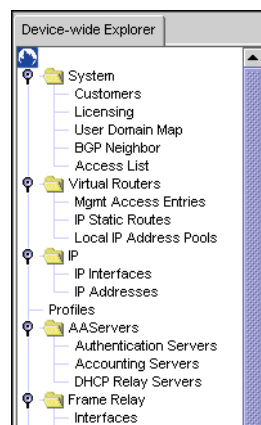 Device-wide Explorer
System
Customers
Licensing
User Domain Map
BGP Neighbor
Access List
Virtual Routers
Mgmt Access Entries
IP Static Routes
Local IP Address Pools
IP
IP Interfaces
IP Addresses
Profiles
AAServers
Authentication Servers
Accounting Servers
DHCP Relay Servers
Frame Relay
Interfaces